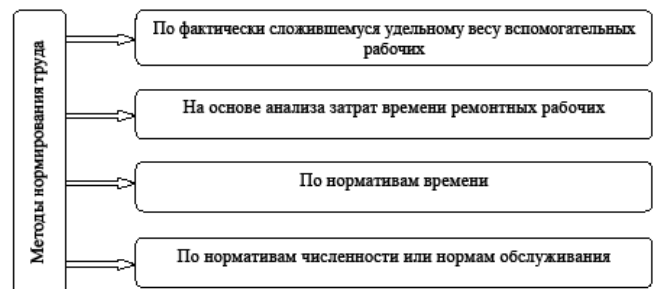 Методы нормирования труда
По фактически сложившемуся удельному весу вспомогательных
рабочих
На основе анализа затрат времени ремонтных рабочих
По нормативам времени
По нормативам численности или нормам обслуживания